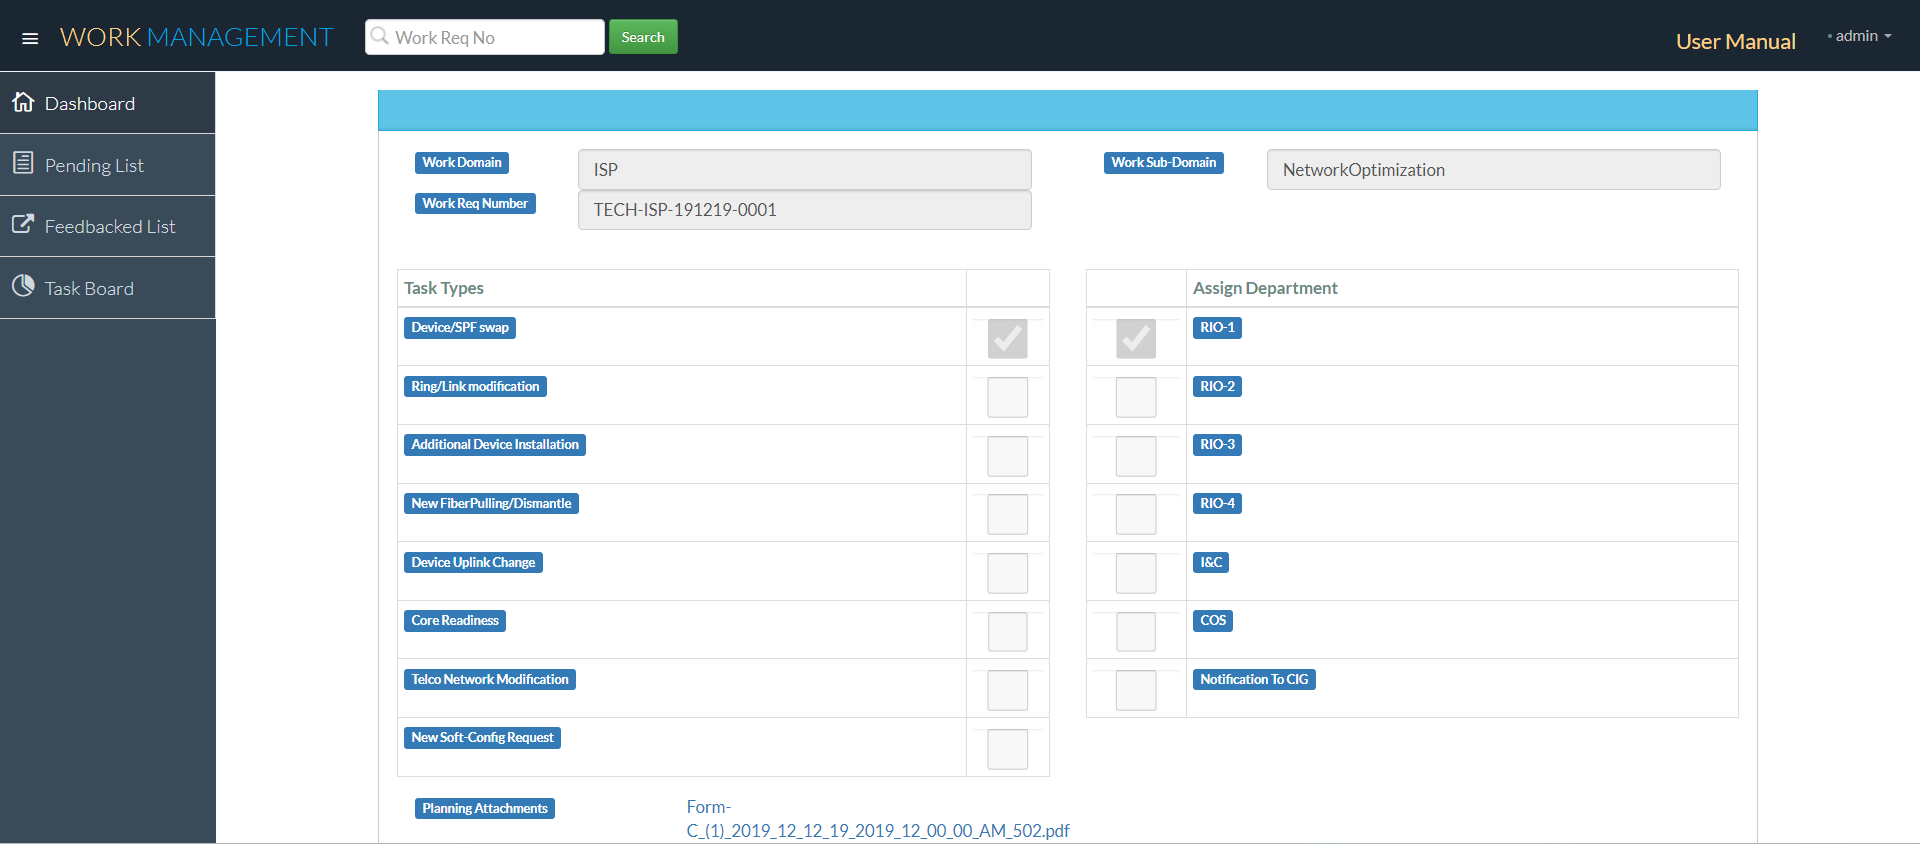 WORK MANAGEMENT
Work Req No
Search
User Manual
admin
Dashboard
Pending List
Feedbacked List
Task Board
Work Domain
ISP
Work Sub-Domain
NetworkOptimization
Work Req Number
TECH-ISP-191219-0001
Task Types
Assign Department
Device/SPF swap
RIO-1
Ring/Link modification
RIO-2
Additional Device Installation
RIO-3
New FiberPulling/Dismantle
RIO-4
Device Uplink Change
I&C
Core Readiness
COS
Telco Network Modification
Notification To CIG
New Soft-Config Request
Planning Attachments
Form-
C_(1)_2019_12_12_19_2019_12_00_00_AM_502.pdf